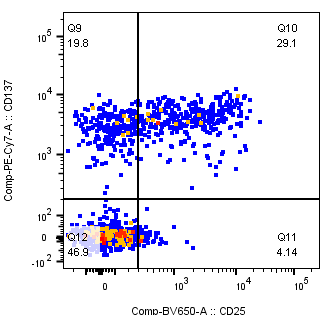 Q9
19.8
Q10
29.1
10^5
10^4
10^3
10^2
0
-10^2
Q12
46.9
Q11
4.14
0
10^3
10^4
10^5
Comp-PE-Cy7-A :: CD137
Comp-BV650-A :: CD25